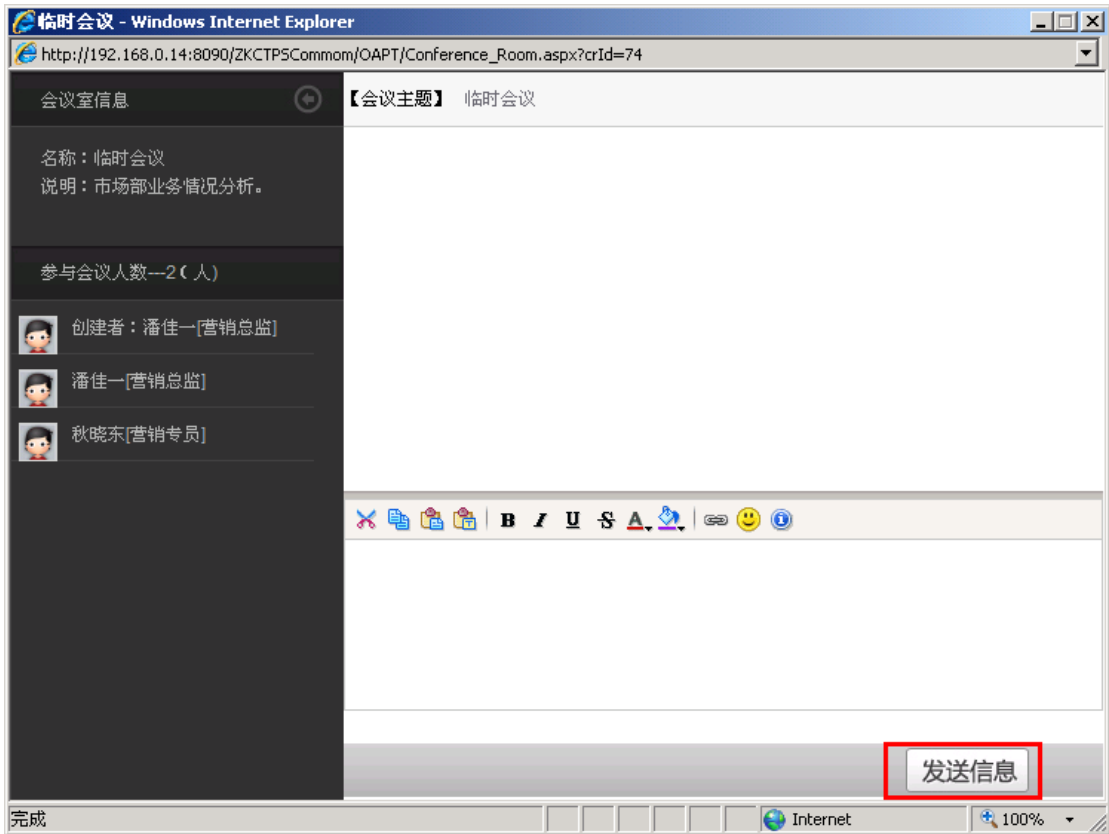 临时会议 - Windows Internet Explorer
http://192.168.0.14:8090/ZKCTPSCommom/OAPT/Conference_Room.aspx?crId=74
会议室信息
【会议主题】 临时会议
名称：临时会议
说明：市场部业务情况分析。
参与会议人数---2( 人)
创建者：潘佳一[营销总监]
潘佳一[营销总监]
秋晓东[营销专员]
B I U S A
发送信息
完成
Internet
100%